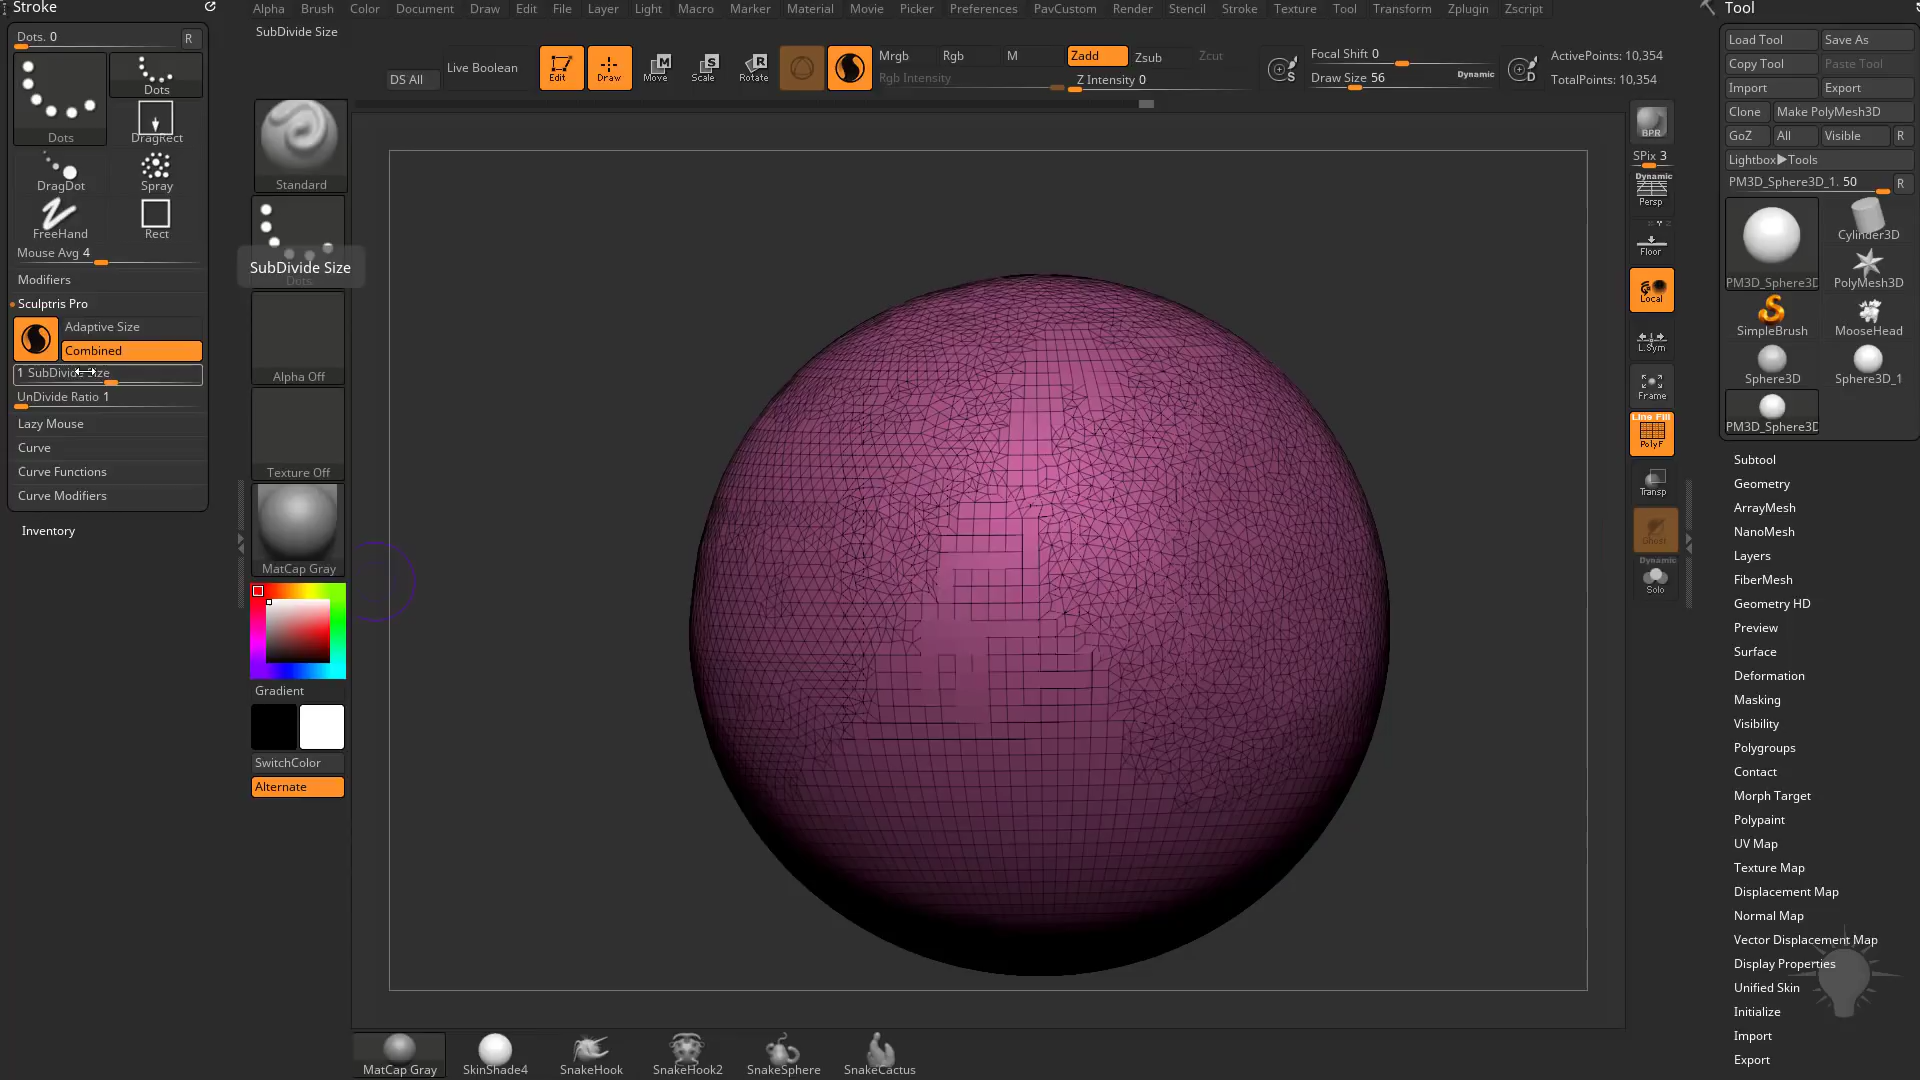 Stroke
Alpha Brush Color Document Draw Edit File Layer Light Macro Marker Material Movie Picker Preferences PavCustom Render Stencil Stroke Texture Tool Transform Zplugin Zscript
Tool
Dots. 0
R
Dots
Dots
DragRect
DragDot
Spray
FreeHand
Rect
Mouse Avg 4
Modifiers
Sculptris Pro
Adaptive Size
Combined
1 SubDivide Size
UnDivide Ratio 1
Lazy Mouse
Curve
Curve Functions
Curve Modifiers
Inventory
SubDivide Size
DS All
Live Boolean
Edit
Draw
Move
Scale
Rotate
Mrgb
Rgb
M
Zadd
Zsub
Zcut
Rgb Intensity
Z Intensity 0
Focal Shift 0
Draw Size 56
Dynamic
ActivePoints: 10,354
TotalPoints: 10,354
Standard
SubDivide Size
Dots
Alpha Off
Texture Off
MatCap Gray
Gradient
SwitchColor
Alternate
MatCap Gray
SkinShade4
SnakeHook
SnakeHook2
SnakeSphere
SnakeCactus
BPR
SPix 3
Dynamic
Persp
Floor
Local
L.Sym
Frame
Line Fill
PolyF
Transp
Ghost
Dynamic
Solo
Load Tool
Save As
Copy Tool
Paste Tool
Import
Export
Clone
Make PolyMesh3D
GoZ
All
Visible
R
Lightbox▶Tools
PM3D_Sphere3D_1. 50
R
PM3D_Sphere3D
Cylinder3D
PolyMesh3D
SimpleBrush
MooseHead
Sphere3D
Sphere3D_1
PM3D_Sphere3D
Subtool
Geometry
ArrayMesh
NanoMesh
Layers
FiberMesh
Geometry HD
Preview
Surface
Deformation
Masking
Visibility
Polygroups
Contact
Morph Target
Polypaint
UV Map
Texture Map
Displacement Map
Normal Map
Vector Displacement Map
Display Properties
Unified Skin
Initialize
Import
Export